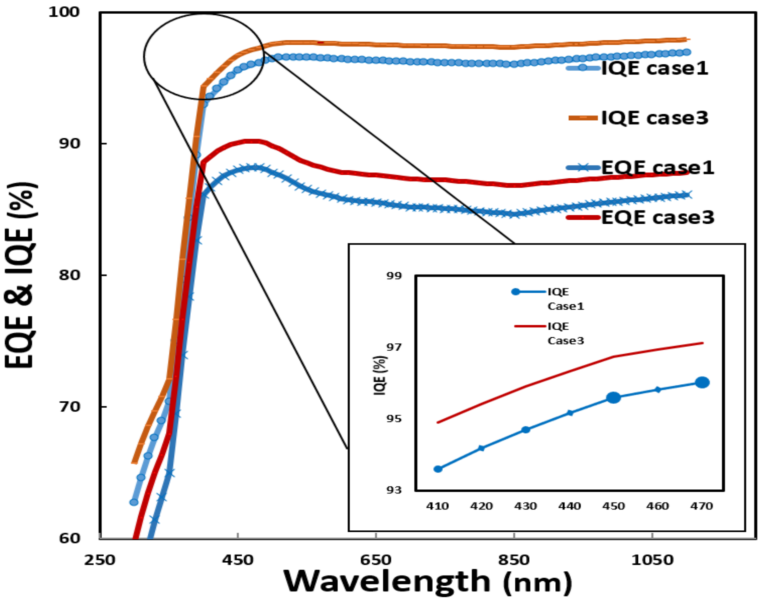 100
90
80
70
60
EQE & IQE (%)
IQE case1
IQE case3
EQE case1
EQE case3
99
97
95
93
IQE (%)
IQE
Case1
IQE
Case3
410 420 430 440 450 460 470
250 450 650 850 1050
Wavelength (nm)